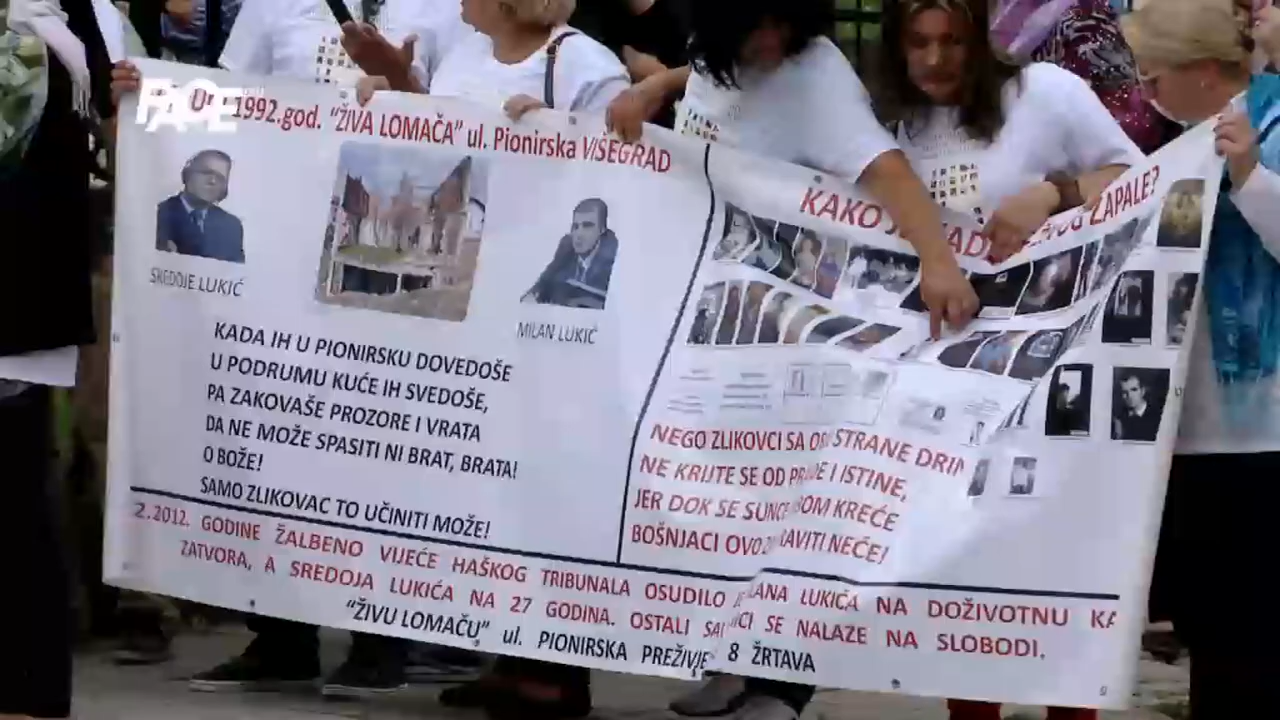 FACE
1992.god. "ŽIVA LOMAČA" ul. Pionirska VIŠEGRAD
SREDOJE LUKIĆ
MILAN LUKIĆ
KADA IH U PIONIRSKU DOVEDOŠE
U PODRUMU KUĆE IH SVEDOŠE,
PA ZAKOVAŠE PROZORE I VRATA
DA NE MOŽE SPASITI NI BRAT, BRATA!
O BOŽE!
SAMO ZLIKOVAC TO UČINITI MOŽE!
KAKO ZAPALE?
NEGO ZLIKOVCI SA STRANE
NE KRIJTE SE OD I ISTINE,
JER DOK SE KREĆE
BOŠNJACI OVO NEĆE!
2.2012. GODINE ŽALBENO VIJEĆE HAŠKOG TRIBUNALA OSUDILO LUKIĆA NA DOŽIVOTNU
ZATVORA, A SREDOJA LUKIĆA NA 27 GODINA. OSTALI SE NALAZE NA SLOBODI.
"ŽIVU LOMAČU" ul. PIONIRSKA 8 ŽRTAVA